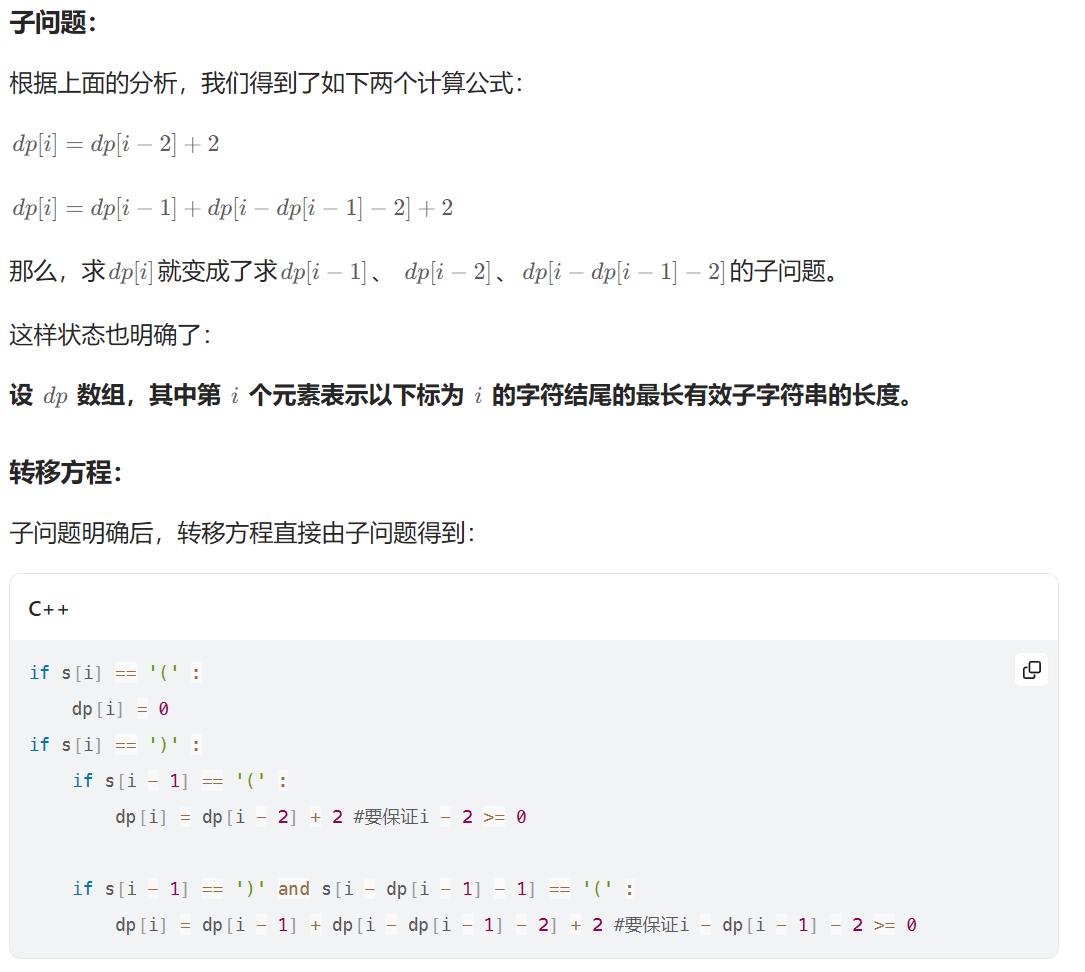 子问题：
根据上面的分析，我们得到了如下两个计算公式：
dp[i] = dp[i − 2] + 2
dp[i] = dp[i − 1] + dp[i − dp[i − 1] − 2] + 2
那么，求dp[i]就变成了求dp[i − 1]、 dp[i − 2]、dp[i − dp[i − 1] − 2]的子问题。
这样状态也明确了：
设 dp 数组，其中第 i 个元素表示以下标为 i 的字符结尾的最长有效子字符串的长度。
转移方程：
子问题明确后，转移方程直接由子问题得到：
C++
if s[i] == '(' :
    dp[i] = 0
if s[i] == ')' :
    if s[i - 1] == '(' :
        dp[i] = dp[i - 2] + 2 #要保证i - 2 >= 0
    if s[i - 1] == ')' and s[i - dp[i - 1] - 1] == '(' :
        dp[i] = dp[i - 1] + dp[i - dp[i - 1] - 2] + 2 #要保证i - dp[i - 1] - 2 >= 0